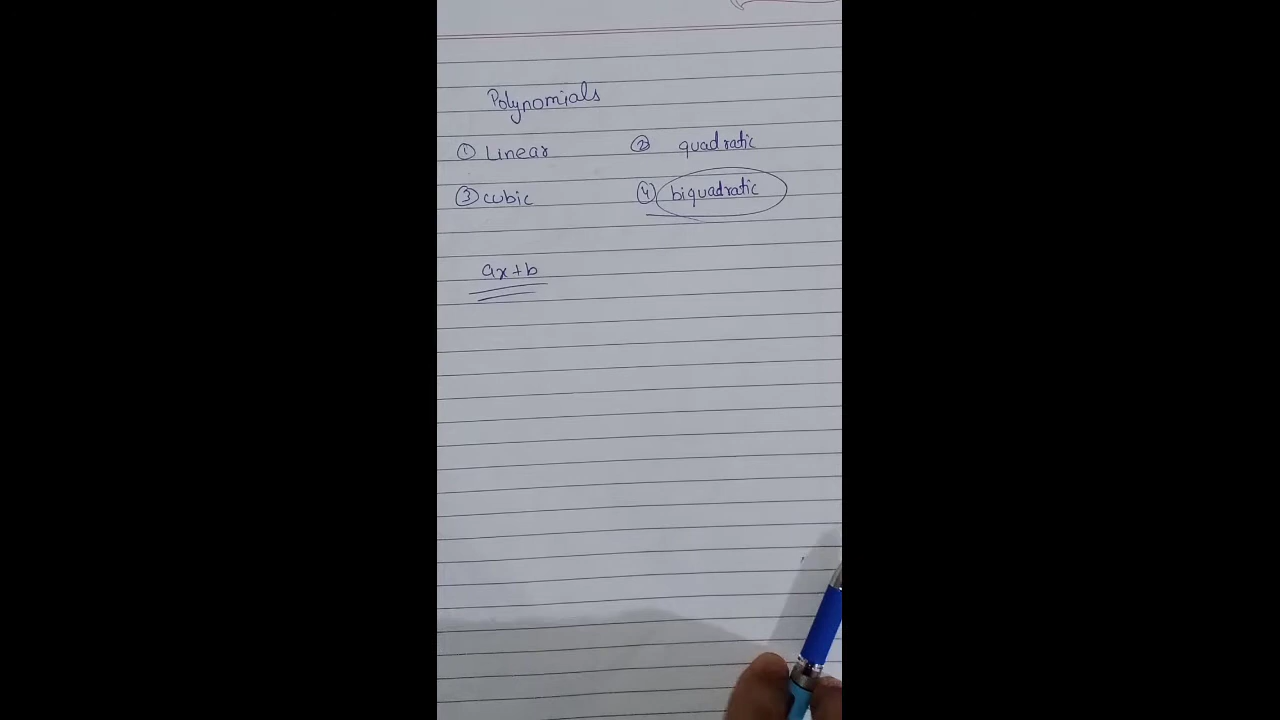 Polynomials
① Linear ② quadratic
③ cubic ④ biquadratic
ax+b